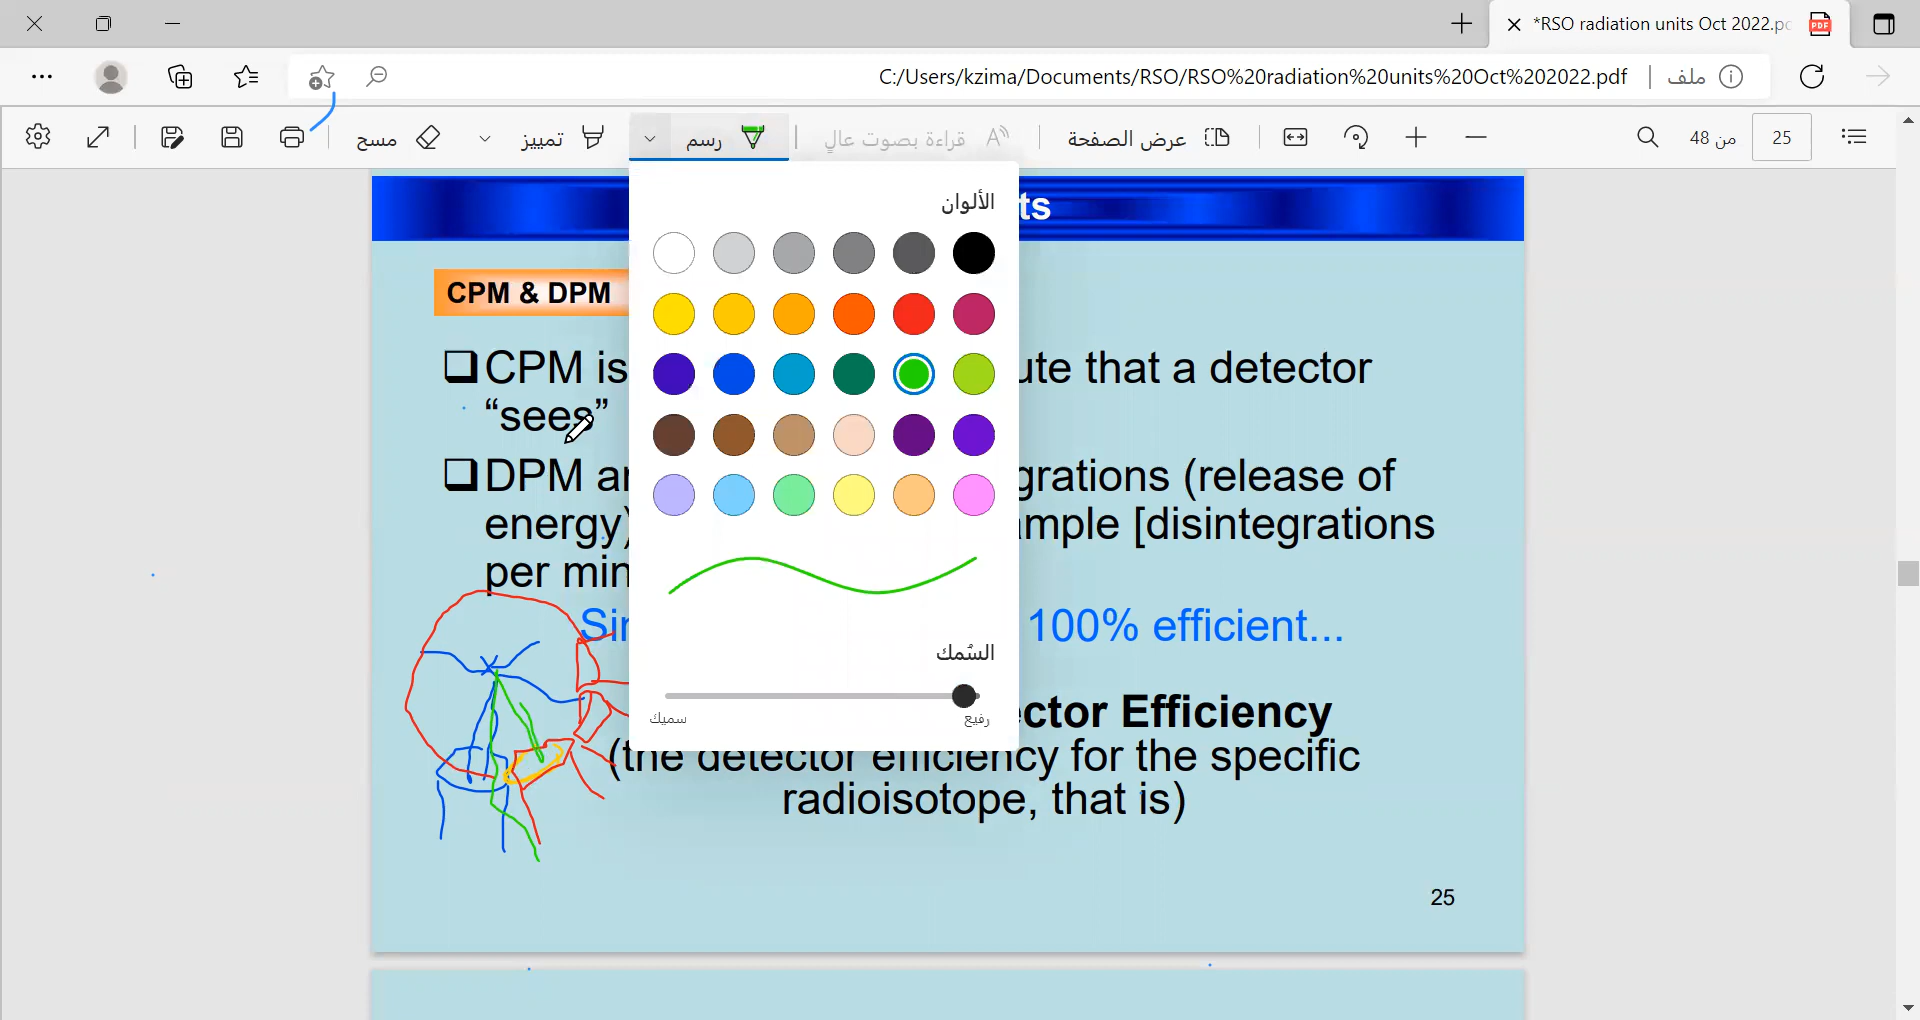 *RSO radiation units Oct 2022.pd
C:/Users/kzima/Documents/RSO/RSO%20radiation%20units%20Oct%202022.pdf
ملف
مسح
تمييز
رسم
قراءة بصوت عالٍ
عرض الصفحة
من 48
25
الألوان
ts
CPM & DPM
CPM is
ute that a detector
“sees”
DPM ar
grations (release of
energy)
mple [disintegrations
per min
Sin
100% efficient...
السُمك
سميك
رفيع
ctor Efficiency
(the detector efficiency for the specific
radioisotope, that is)
25